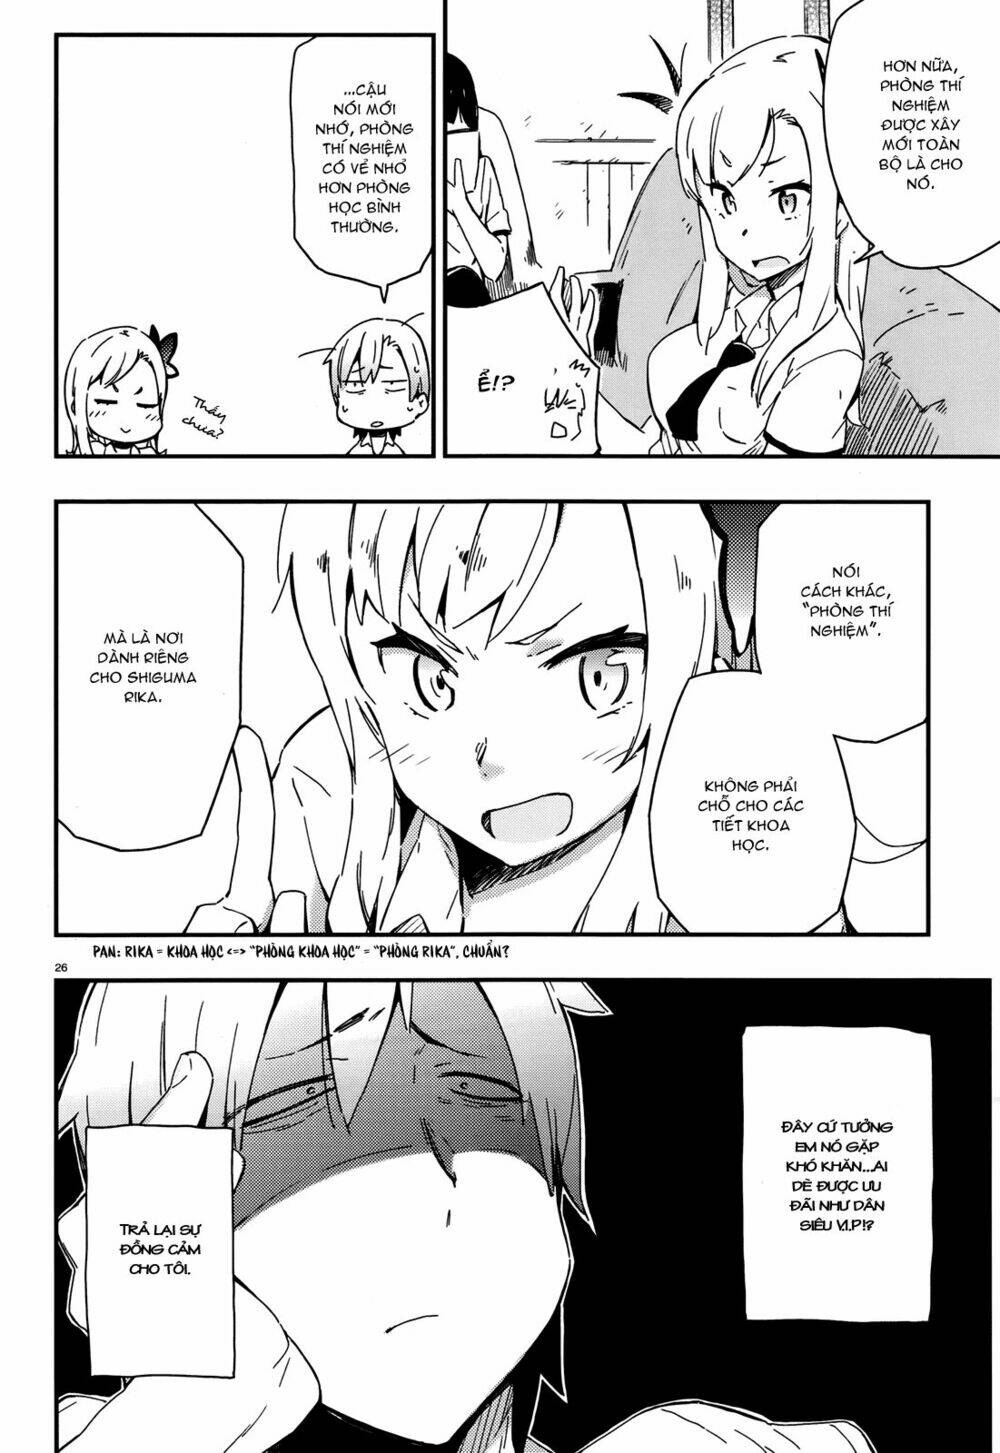 HƠN NỮA,
PHÒNG THÍ
NGHIỆM
ĐƯỢC XÂY
MỚI TOÀN
BỘ LÀ CHO
NÓ.
Ể!?
...CẬU
NÓI MỚI
NHỚ, PHÒNG
THÍ NGHIỆM
CÓ VẺ NHỎ
HƠN PHÒNG
HỌC BÌNH
THƯỜNG.
Thấy
chưa?
NÓI
CÁCH KHÁC,
"PHÒNG THÍ
NGHIỆM".
KHÔNG PHẢI
CHỖ CHO CÁC
TIẾT KHOA
HỌC.
MÀ LÀ NƠI
DÀNH RIÊNG
CHO SHIGUMA
RIKA.
PAN: RIKA = KHOA HỌC <=> "PHÒNG KHOA HỌC" = "PHÒNG RIKA", CHUẨN?
26
ĐÂY CỨ TƯỞNG
EM NÓ GẶP
KHÓ KHĂN...AI
DÈ ĐƯỢC ƯU
ĐÃI NHƯ DÂN
SIÊU V.I.P!?
TRẢ LẠI SỰ
ĐỒNG CẢM
CHO TÔI.